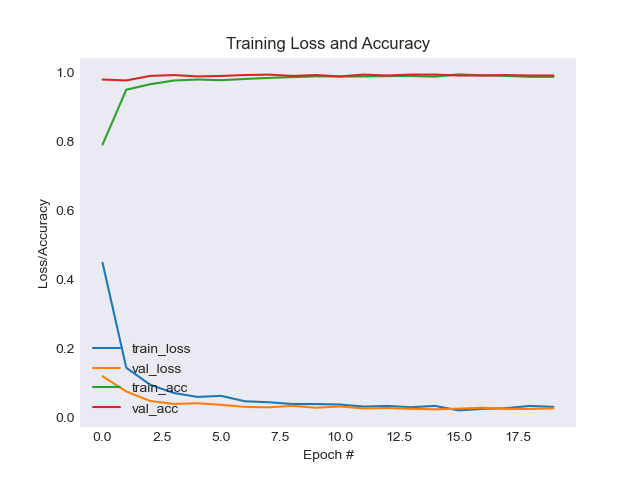 Training Loss and Accuracy
1.0
0.8
0.6
0.4
0.2
0.0
Loss/Accuracy
train_loss
val_loss
train_acc
val_acc
0.0 2.5 5.0 7.5 10.0 12.5 15.0 17.5
Epoch #